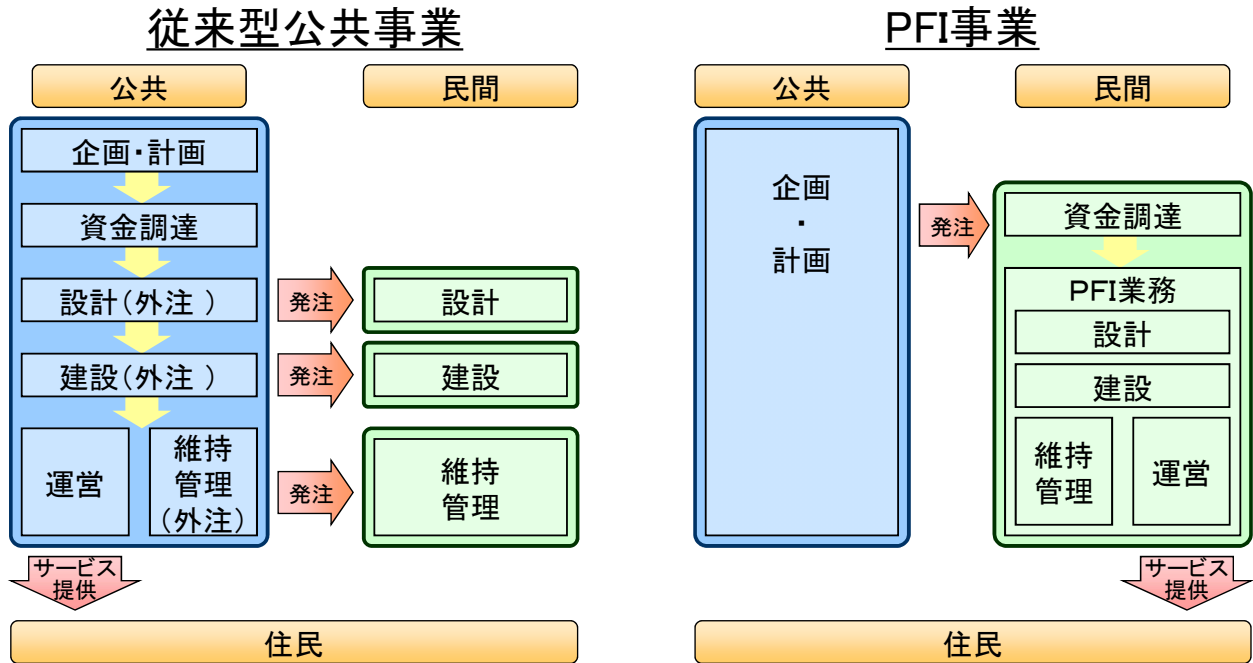 従来型公共事業
公共
民間
企画・計画
資金調達
設計(外注 )
発注
設計
建設(外注 )
発注
建設
運営
維持
管理
(外注)
発注
維持
管理
サービス
提供
住民
PFI事業
公共
民間
企画
・
計画
発注
資金調達
PFI業務
設計
建設
維持
管理
運営
サービス
提供
住民